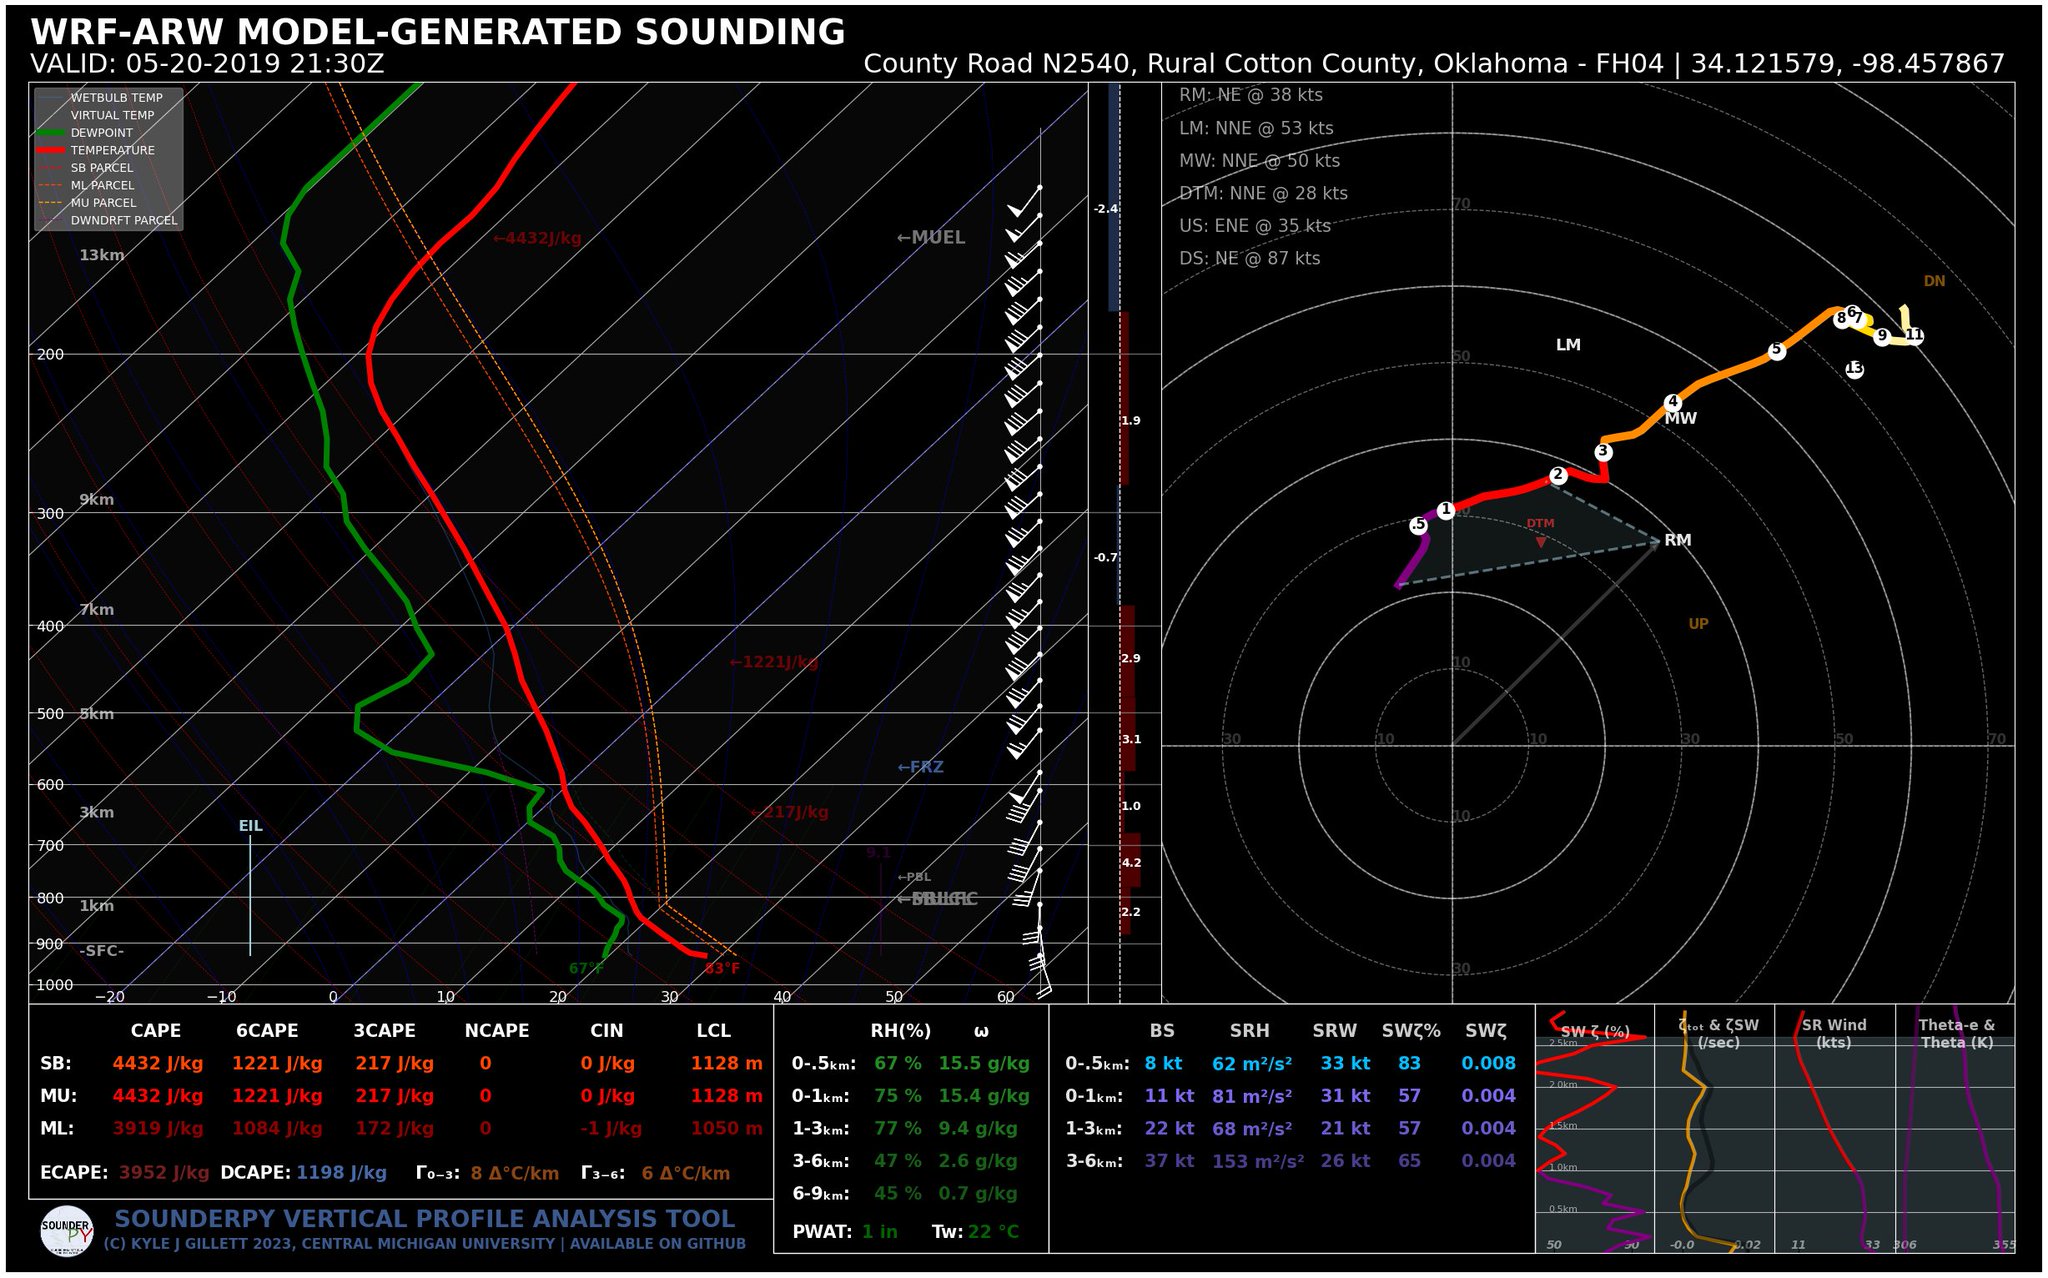 WRF-ARW MODEL-GENERATED SOUNDING
VALID: 05-20-2019 21:30Z
County Road N2540, Rural Cotton County, Oklahoma - FH04 | 34.121579, -98.457867
WETBULB TEMP
VIRTUAL TEMP
DEWPOINT
TEMPERATURE
SB PARCEL
ML PARCEL
MU PARCEL
DWNDRFT PARCEL
13km
9km
7km
5km
3km
1km
-SFC-
200
300
400
500
600
700
800
900
1000
−20
−10
0
10
20
30
40
50
60
EIL
←4432J/kg
←1221J/kg
←217J/kg
←MUEL
←FRZ
9.1
←PBL
67°F
83°F
-2.4
1.9
-0.7
2.9
3.1
1.0
4.2
2.2
RM: NE @ 38 kts
LM: NNE @ 53 kts
MW: NNE @ 50 kts
DTM: NNE @ 28 kts
US: ENE @ 35 kts
DS: NE @ 87 kts
70
50
10
10
30
30
10
10
30
50
70
LM
MW
RM
DTM
UP
DN
.5
1
2
3
4
5
6
7
8
9
11
13
CAPE 6CAPE 3CAPE NCAPE CIN LCL
SB: 4432 J/kg 1221 J/kg 217 J/kg 0 0 J/kg 1128 m
MU: 4432 J/kg 1221 J/kg 217 J/kg 0 0 J/kg 1128 m
ML: 3919 J/kg 1084 J/kg 172 J/kg 0 -1 J/kg 1050 m
ECAPE: 3952 J/kg DCAPE: 1198 J/kg Γ₀₋₃: 8 Δ°C/km Γ₃₋₆: 6 Δ°C/km
SOUNDERPY
SOUNDERPY VERTICAL PROFILE ANALYSIS TOOL
(C) KYLE J GILLETT 2023, CENTRAL MICHIGAN UNIVERSITY | AVAILABLE ON GITHUB
RH(%) ω
0-.5ₖₘ: 67 % 15.5 g/kg
0-1ₖₘ: 75 % 15.4 g/kg
1-3ₖₘ: 77 % 9.4 g/kg
3-6ₖₘ: 47 % 2.6 g/kg
6-9ₖₘ: 45 % 0.7 g/kg
PWAT: 1 in Tw: 22 °C
BS SRH SRW SWζ% SWζ
0-.5ₖₘ: 8 kt 62 m²/s² 33 kt 83 0.008
0-1ₖₘ: 11 kt 81 m²/s² 31 kt 57 0.004
1-3ₖₘ: 22 kt 68 m²/s² 21 kt 57 0.004
3-6ₖₘ: 37 kt 153 m²/s² 26 kt 65 0.004
SW ζ (%)
2.5km
2.0km
1.5km
1.0km
0.5km
50 90
ζₜₒₜ & ζSW
(/sec)
-0.0 0.02
SR Wind
(kts)
11 33
Theta-e &
Theta (K)
306 355